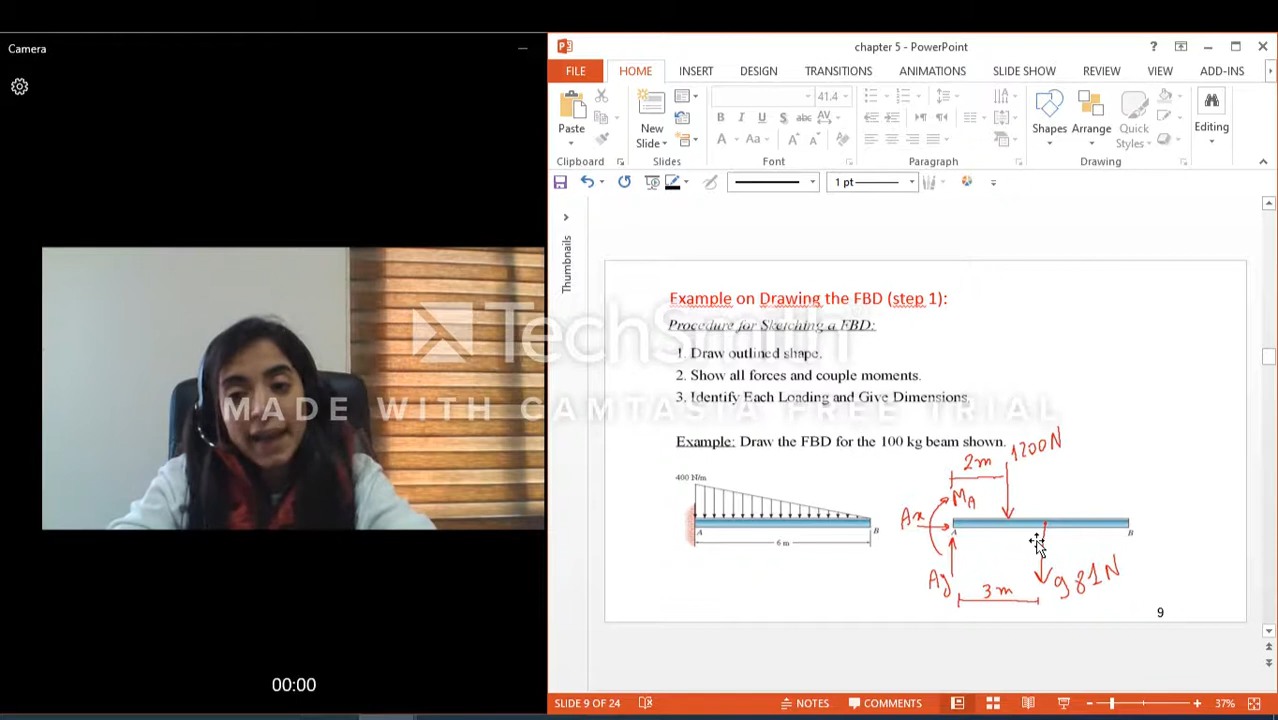 Camera
chapter 5 - PowerPoint
FILE HOME INSERT DESIGN TRANSITIONS ANIMATIONS SLIDE SHOW REVIEW VIEW ADD-INS
41.4
Paste
New Slide
Shapes
Arrange
Quick Styles
Editing
Clipboard
Slides
Font
Paragraph
Drawing
1 pt
Thumbnails
Example on Drawing the FBD (step 1):
Procedure for Sketching a FBD:
1. Draw outlined shape.
2. Show all forces and couple moments.
3. Identify Each Loading and Give Dimensions.
TechSmith
MADE WITH CAMTASIA FREE TRIAL
Example: Draw the FBD for the 100 kg beam shown.
400 N/m
A
B
6 m
2m
1200N
MA
Ax
A
B
Ay
981N
3m
9
00:00
SLIDE 9 OF 24
NOTES
COMMENTS
37%